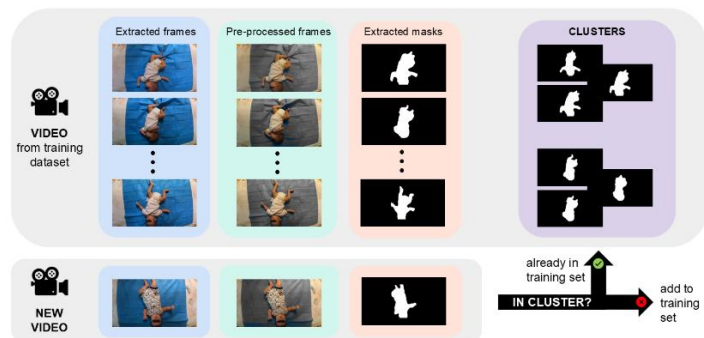 Extracted frames
Pre-processed frames
Extracted masks
CLUSTERS
VIDEO
from training
dataset
already in
training set
IN CLUSTER?
add to
training
set
NEW
VIDEO